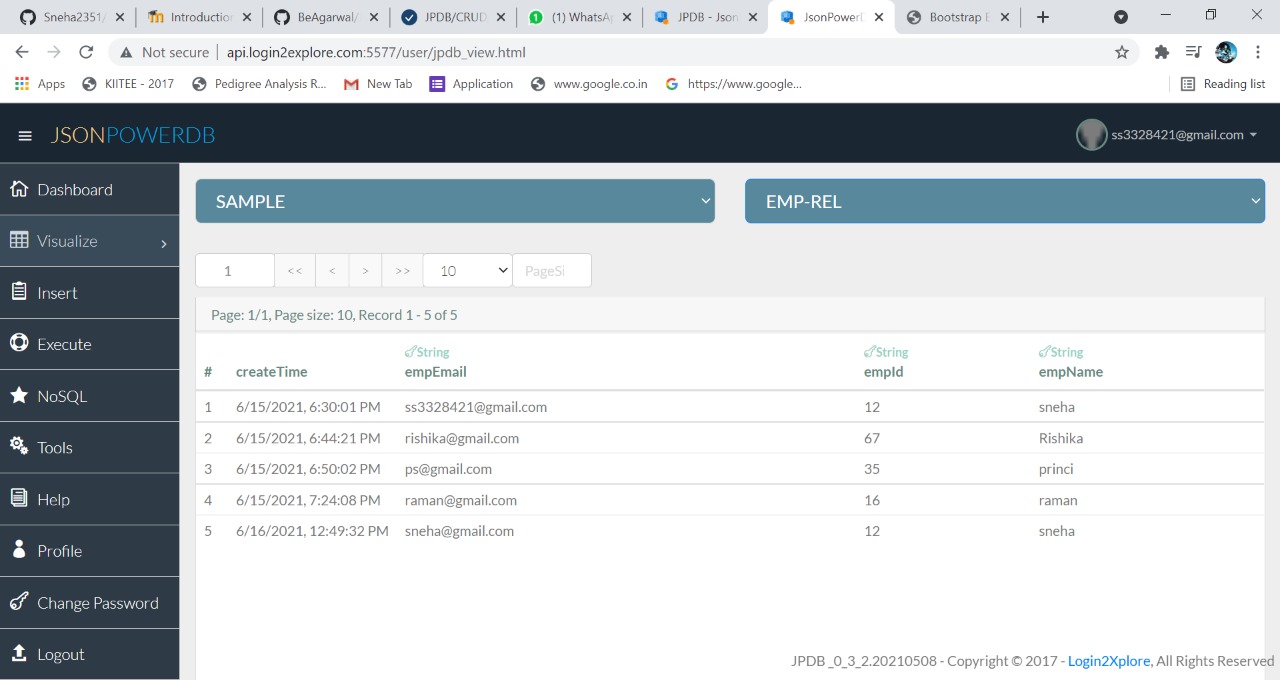 Sneha2351/
Introduction
BeAgarwal/
JPDB/CRUD
(1) WhatsAp
JPDB - Json
JsonPowerD
Bootstrap E
Not secure
api.login2explore.com:5577/user/jpdb_view.html
Apps
KIITEE - 2017
Pedigree Analysis R...
New Tab
Application
www.google.co.in
https://www.google...
Reading list
JSONPOWERDB
ss3328421@gmail.com
Dashboard
Visualize
Insert
Execute
NoSQL
Tools
Help
Profile
Change Password
Logout
SAMPLE
EMP-REL
1 << < > >> 10 PageSi
Page: 1/1, Page size: 10, Record 1 - 5 of 5
String String String
# createTime empEmail empId empName
1 6/15/2021, 6:30:01 PM ss3328421@gmail.com 12 sneha
2 6/15/2021, 6:44:21 PM rishika@gmail.com 67 Rishika
3 6/15/2021, 6:50:02 PM ps@gmail.com 35 princi
4 6/15/2021, 7:24:08 PM raman@gmail.com 16 raman
5 6/16/2021, 12:49:32 PM sneha@gmail.com 12 sneha
JPDB _0_3_2.20210508 - Copyright © 2017 - Login2Xplore, All Rights Reserved